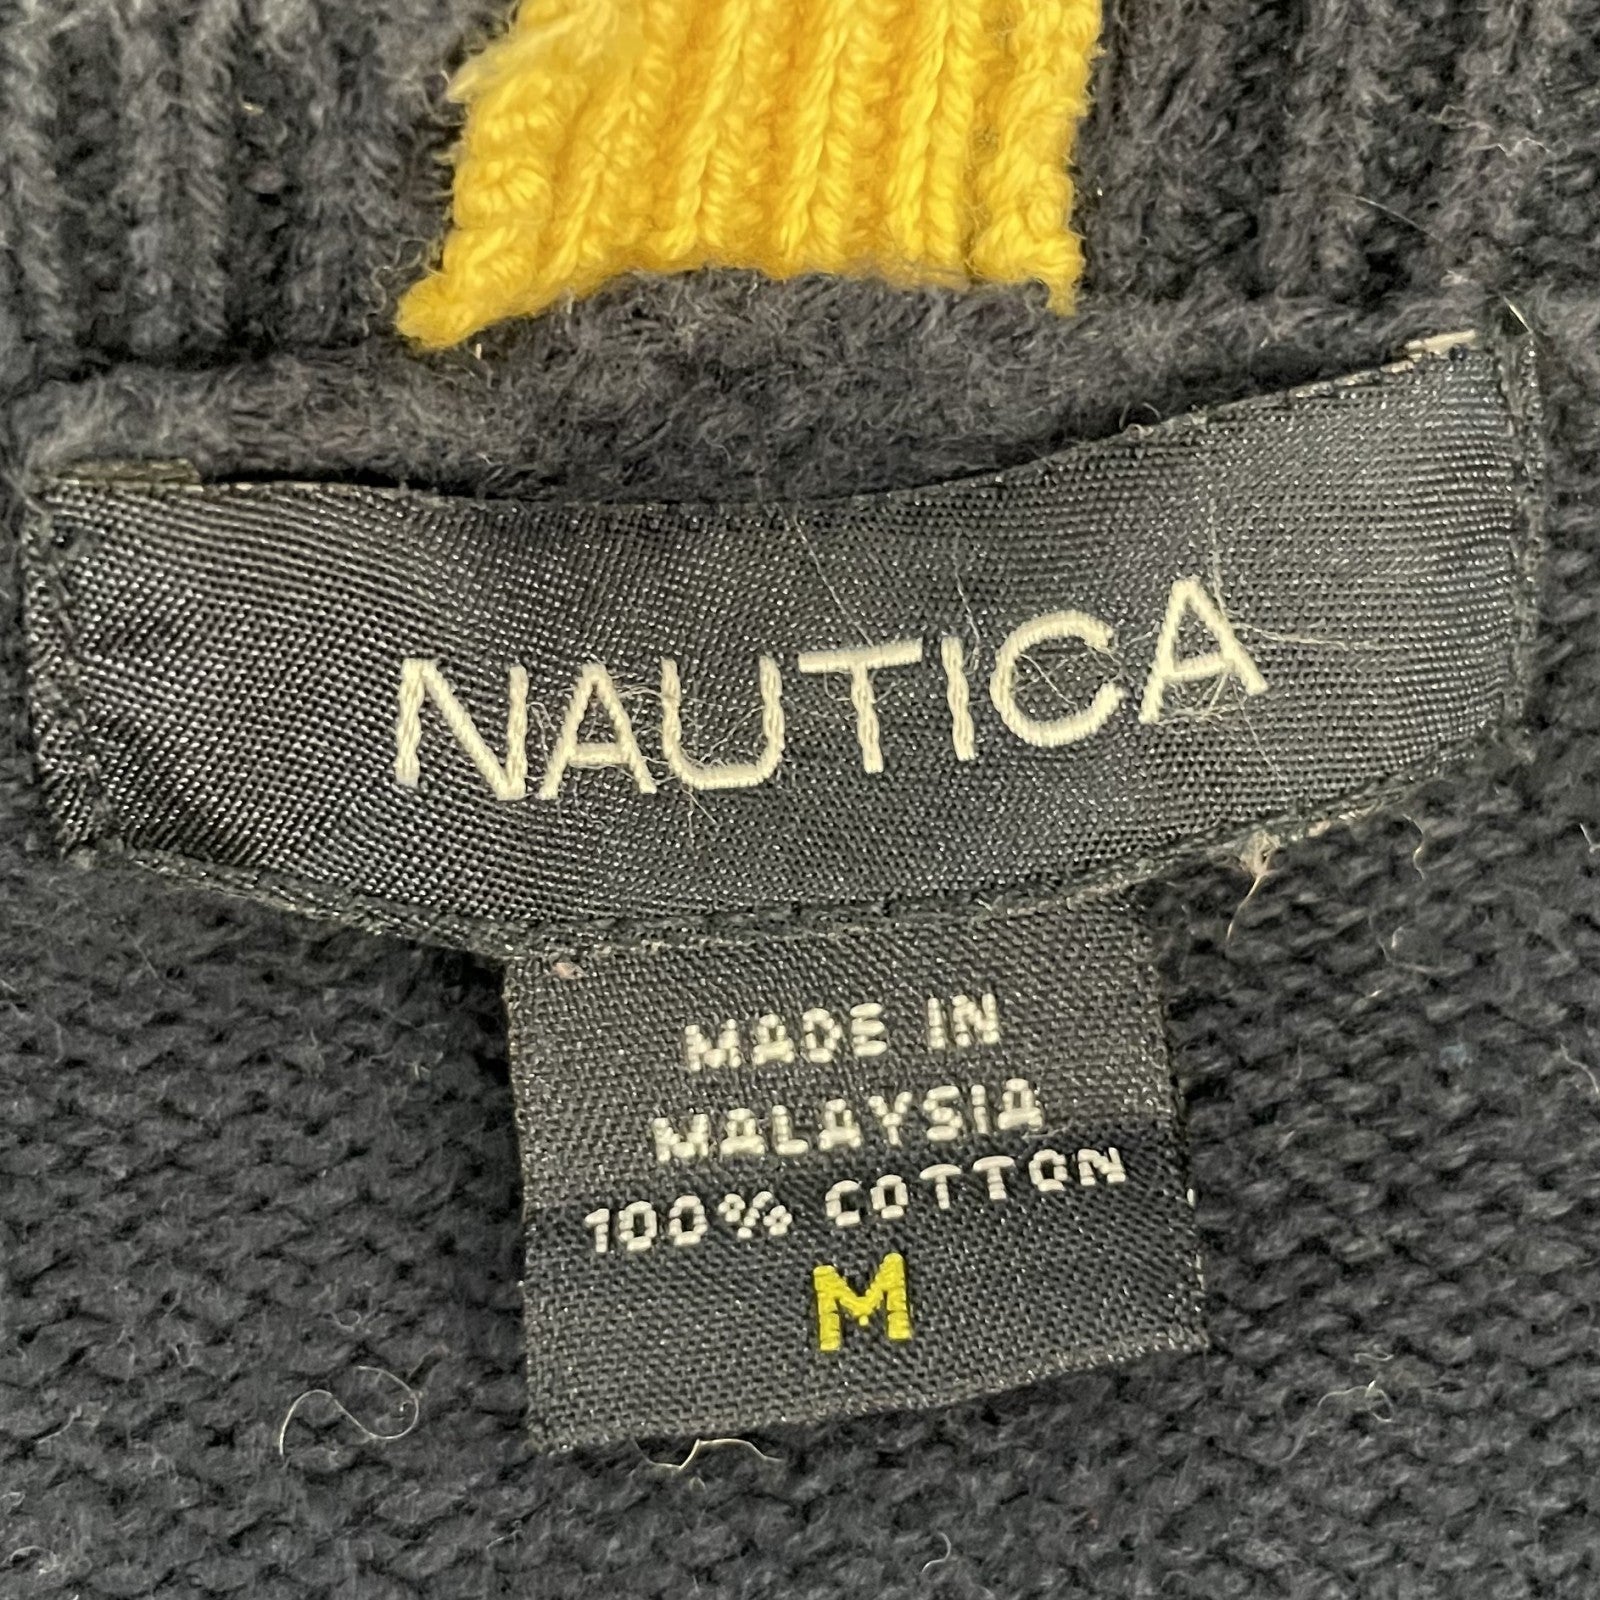 NAUTICA
MADE IN
MALAYSIA
100% COTTON
M